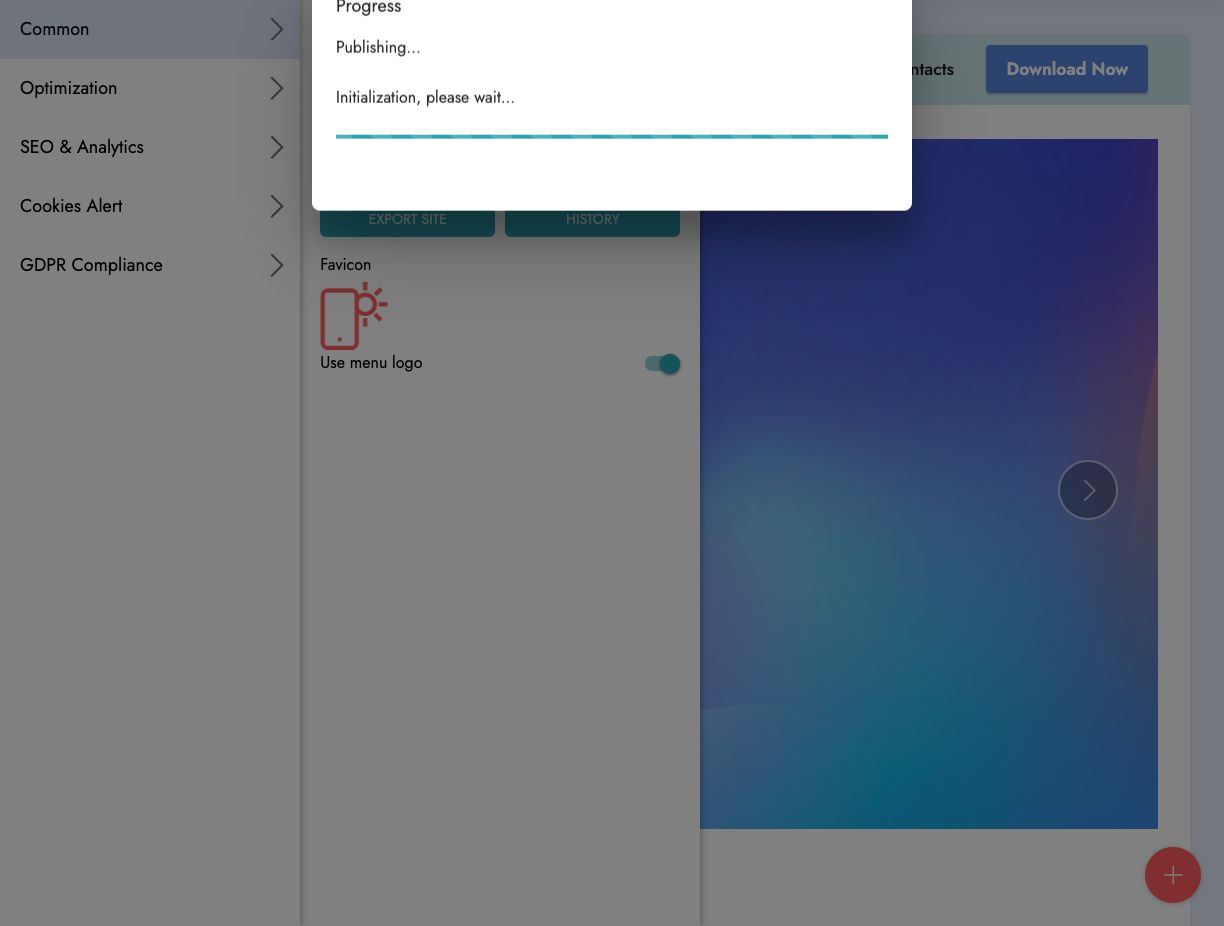 Progress
Publishing...
Initialization, please wait...
Common
Optimization
SEO & Analytics
Cookies Alert
GDPR Compliance
EXPORT SITE
HISTORY
Favicon
Use menu logo
ntacts
Download Now